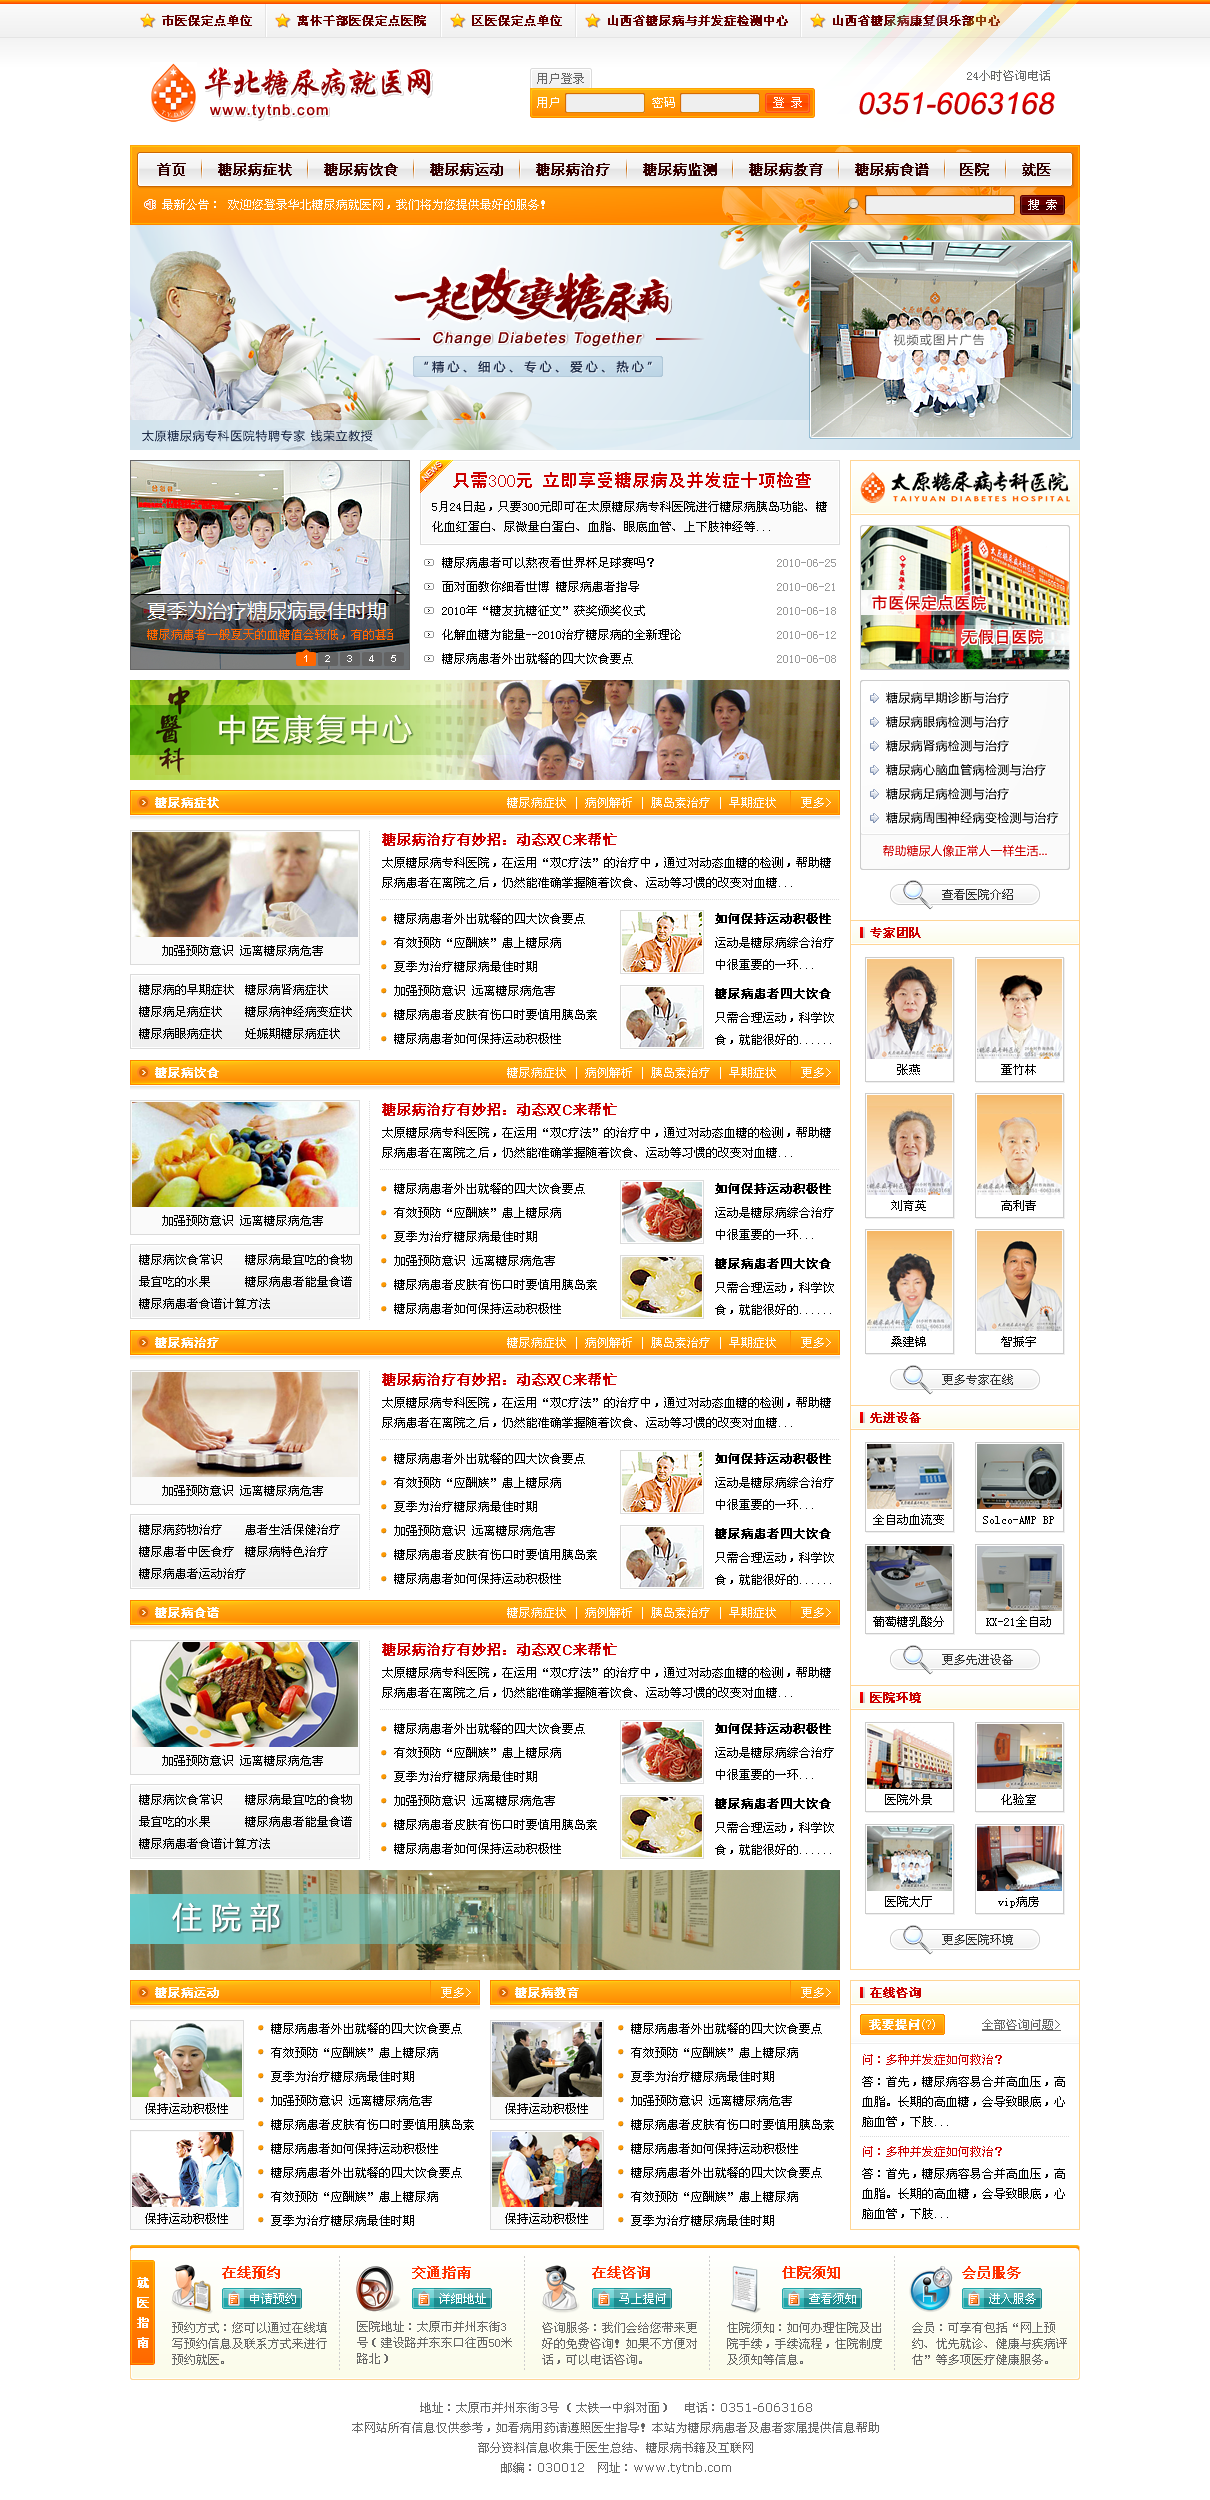 市医保定点单位
离休干部医保定点医院
区医保定点单位
山西省糖尿病与并发症检测中心
山西省糖尿病康复俱乐部中心
华北糖尿病就医网
www.tytnb.com
用户登录
用户
密码
登 录
24小时咨询电话
0351-6063168
首页
糖尿病症状
糖尿病饮食
糖尿病运动
糖尿病治疗
糖尿病监测
糖尿病教育
糖尿病食谱
医院
就医
最新公告： 欢迎您登录华北糖尿病就医网，我们将为您提供最好的服务！
搜 索
一起改变糖尿病
Change Diabetes Together
“精心、细心、专心、爱心、热心”
太原糖尿病专科医院特聘专家 钱荣立教授
视频或图片广告
夏季为治疗糖尿病最佳时期
糖尿病患者一般夏天的血糖值会较低，有的甚至
1 2 3 4 5
NEWS
只需300元 立即享受糖尿病及并发症十项检查
5月24日起，只要300元即可在太原糖尿病专科医院进行糖尿病胰岛功能、糖
化血红蛋白、尿微量白蛋白、血脂、眼底血管、上下肢神经等...
糖尿病患者可以熬夜看世界杯足球赛吗？ 2010-06-25
面对面教你细看世博 糖尿病患者指导 2010-06-21
2010年“糖友抗糖征文”获奖颁奖仪式 2010-06-18
化解血糖为能量--2010治疗糖尿病的全新理论 2010-06-12
糖尿病患者外出就餐的四大饮食要点 2010-06-08
太原糖尿病专科医院
TAIYUAN DIABETES HOSPITAL
市医保定点医院
无假日医院
糖尿病早期诊断与治疗
糖尿病眼病检测与治疗
糖尿病肾病检测与治疗
糖尿病心脑血管病检测与治疗
糖尿病足病检测与治疗
糖尿病周围神经病变检测与治疗
帮助糖尿人像正常人一样生活...
查看医院介绍
中醫科
中医康复中心
糖尿病症状
糖尿病症状 | 病例解析 | 胰岛素治疗 | 早期症状
更多>
加强预防意识 远离糖尿病危害
糖尿病的早期症状 糖尿病肾病症状
糖尿病足病症状 糖尿病神经病变症状
糖尿病眼病症状 妊娠期糖尿病症状
糖尿病治疗有妙招：动态双C来帮忙
太原糖尿病专科医院，在运用“双C疗法”的治疗中，通过对动态血糖的检测，帮助糖
尿病患者在离院之后，仍然能准确掌握随着饮食、运动等习惯的改变对血糖...
糖尿病患者外出就餐的四大饮食要点
有效预防“应酬族”患上糖尿病
夏季为治疗糖尿病最佳时期
加强预防意识 远离糖尿病危害
糖尿病患者皮肤有伤口时要慎用胰岛素
糖尿病患者如何保持运动积极性
如何保持运动积极性
运动是糖尿病综合治疗
中很重要的一环...
糖尿病患者四大饮食
只需合理运动，科学饮
食，就能很好的......
糖尿病饮食
糖尿病症状 | 病例解析 | 胰岛素治疗 | 早期症状
更多>
加强预防意识 远离糖尿病危害
糖尿病饮食常识 糖尿病最宜吃的食物
最宜吃的水果 糖尿病患者能量食谱
糖尿病患者食谱计算方法
糖尿病治疗有妙招：动态双C来帮忙
太原糖尿病专科医院，在运用“双C疗法”的治疗中，通过对动态血糖的检测，帮助糖
尿病患者在离院之后，仍然能准确掌握随着饮食、运动等习惯的改变对血糖...
糖尿病患者外出就餐的四大饮食要点
有效预防“应酬族”患上糖尿病
夏季为治疗糖尿病最佳时期
加强预防意识 远离糖尿病危害
糖尿病患者皮肤有伤口时要慎用胰岛素
糖尿病患者如何保持运动积极性
如何保持运动积极性
运动是糖尿病综合治疗
中很重要的一环...
糖尿病患者四大饮食
只需合理运动，科学饮
食，就能很好的......
糖尿病治疗
糖尿病症状 | 病例解析 | 胰岛素治疗 | 早期症状
更多>
加强预防意识 远离糖尿病危害
糖尿病药物治疗 患者生活保健治疗
糖尿患者中医食疗 糖尿病特色治疗
糖尿病患者运动治疗
糖尿病治疗有妙招：动态双C来帮忙
太原糖尿病专科医院，在运用“双C疗法”的治疗中，通过对动态血糖的检测，帮助糖
尿病患者在离院之后，仍然能准确掌握随着饮食、运动等习惯的改变对血糖...
糖尿病患者外出就餐的四大饮食要点
有效预防“应酬族”患上糖尿病
夏季为治疗糖尿病最佳时期
加强预防意识 远离糖尿病危害
糖尿病患者皮肤有伤口时要慎用胰岛素
糖尿病患者如何保持运动积极性
如何保持运动积极性
运动是糖尿病综合治疗
中很重要的一环...
糖尿病患者四大饮食
只需合理运动，科学饮
食，就能很好的......
糖尿病食谱
糖尿病症状 | 病例解析 | 胰岛素治疗 | 早期症状
更多>
加强预防意识 远离糖尿病危害
糖尿病饮食常识 糖尿病最宜吃的食物
最宜吃的水果 糖尿病患者能量食谱
糖尿病患者食谱计算方法
糖尿病治疗有妙招：动态双C来帮忙
太原糖尿病专科医院，在运用“双C疗法”的治疗中，通过对动态血糖的检测，帮助糖
尿病患者在离院之后，仍然能准确掌握随着饮食、运动等习惯的改变对血糖...
糖尿病患者外出就餐的四大饮食要点
有效预防“应酬族”患上糖尿病
夏季为治疗糖尿病最佳时期
加强预防意识 远离糖尿病危害
糖尿病患者皮肤有伤口时要慎用胰岛素
糖尿病患者如何保持运动积极性
如何保持运动积极性
运动是糖尿病综合治疗
中很重要的一环...
糖尿病患者四大饮食
只需合理运动，科学饮
食，就能很好的......
专家团队
张燕
董竹林
刘育英
高利青
桑建锦
智振宇
更多专家在线
先进设备
全自动血流变
Solco-AMP BP
葡萄糖乳酸分
KX-21全自动
更多先进设备
医院环境
医院外景
化验室
医院大厅
vip病房
更多医院环境
住院部
糖尿病运动
更多>
保持运动积极性
保持运动积极性
糖尿病患者外出就餐的四大饮食要点
有效预防“应酬族”患上糖尿病
夏季为治疗糖尿病最佳时期
加强预防意识 远离糖尿病危害
糖尿病患者皮肤有伤口时要慎用胰岛素
糖尿病患者如何保持运动积极性
糖尿病患者外出就餐的四大饮食要点
有效预防“应酬族”患上糖尿病
夏季为治疗糖尿病最佳时期
糖尿病教育
更多>
保持运动积极性
保持运动积极性
糖尿病患者外出就餐的四大饮食要点
有效预防“应酬族”患上糖尿病
夏季为治疗糖尿病最佳时期
加强预防意识 远离糖尿病危害
糖尿病患者皮肤有伤口时要慎用胰岛素
糖尿病患者如何保持运动积极性
糖尿病患者外出就餐的四大饮食要点
有效预防“应酬族”患上糖尿病
夏季为治疗糖尿病最佳时期
在线咨询
我要提问(?)
全部咨询问题>
问：多种并发症如何救治？
答：首先，糖尿病容易合并高血压，高
血脂。长期的高血糖，会导致眼底，心
脑血管，下肢...
问：多种并发症如何救治？
答：首先，糖尿病容易合并高血压，高
血脂。长期的高血糖，会导致眼底，心
脑血管，下肢...
就医指南
在线预约
申请预约
预约方式：您可以通过在线填
写预约信息及联系方式来进行
预约就医。
交通指南
详细地址
医院地址：太原市并州东街3
号（建设路并东东口往西50米
路北）
在线咨询
马上提问
咨询服务：我们会给您带来更
好的免费咨询！如果不方便对
话，可以电话咨询。
住院须知
查看须知
住院须知：如何办理住院及出
院手续，手续流程，住院制度
及须知等信息。
会员服务
进入服务
会员：可享有包括“网上预
约、优先就诊、健康与疾病评
估”等多项医疗健康服务。
地址：太原市并州东街3号（太铁一中斜对面） 电话：0351-6063168
本网站所有信息仅供参考，如看病用药请遵照医生指导！本站为糖尿病患者及患者家属提供信息帮助
部分资料信息收集于医生总结、糖尿病书籍及互联网
邮编：030012 网址：www.tytnb.com